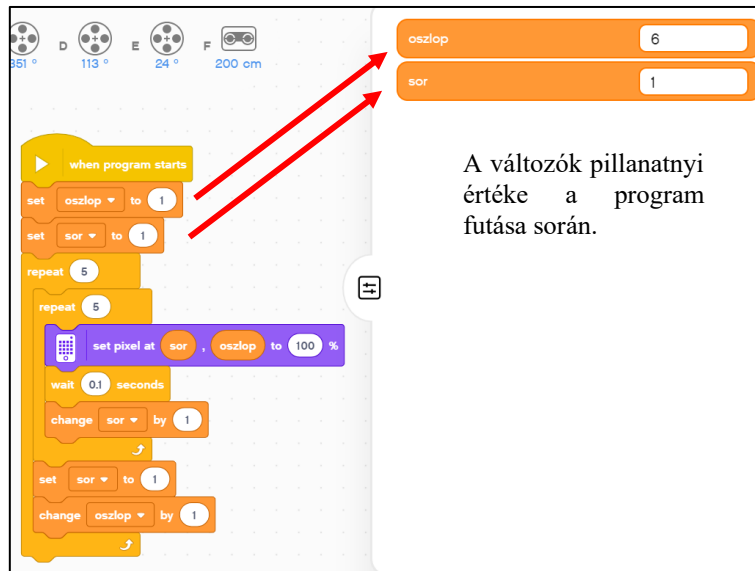 D E F
351 ° 113 ° 24 ° 200 cm
oszlop 6
sor 1
when program starts
set oszlop to 1
set sor to 1
repeat 5
repeat 5
set pixel at sor , oszlop to 100 %
wait 0.1 seconds
change sor by 1
set sor to 1
change oszlop by 1
A változók pillanatnyi
értéke a program
futása során.